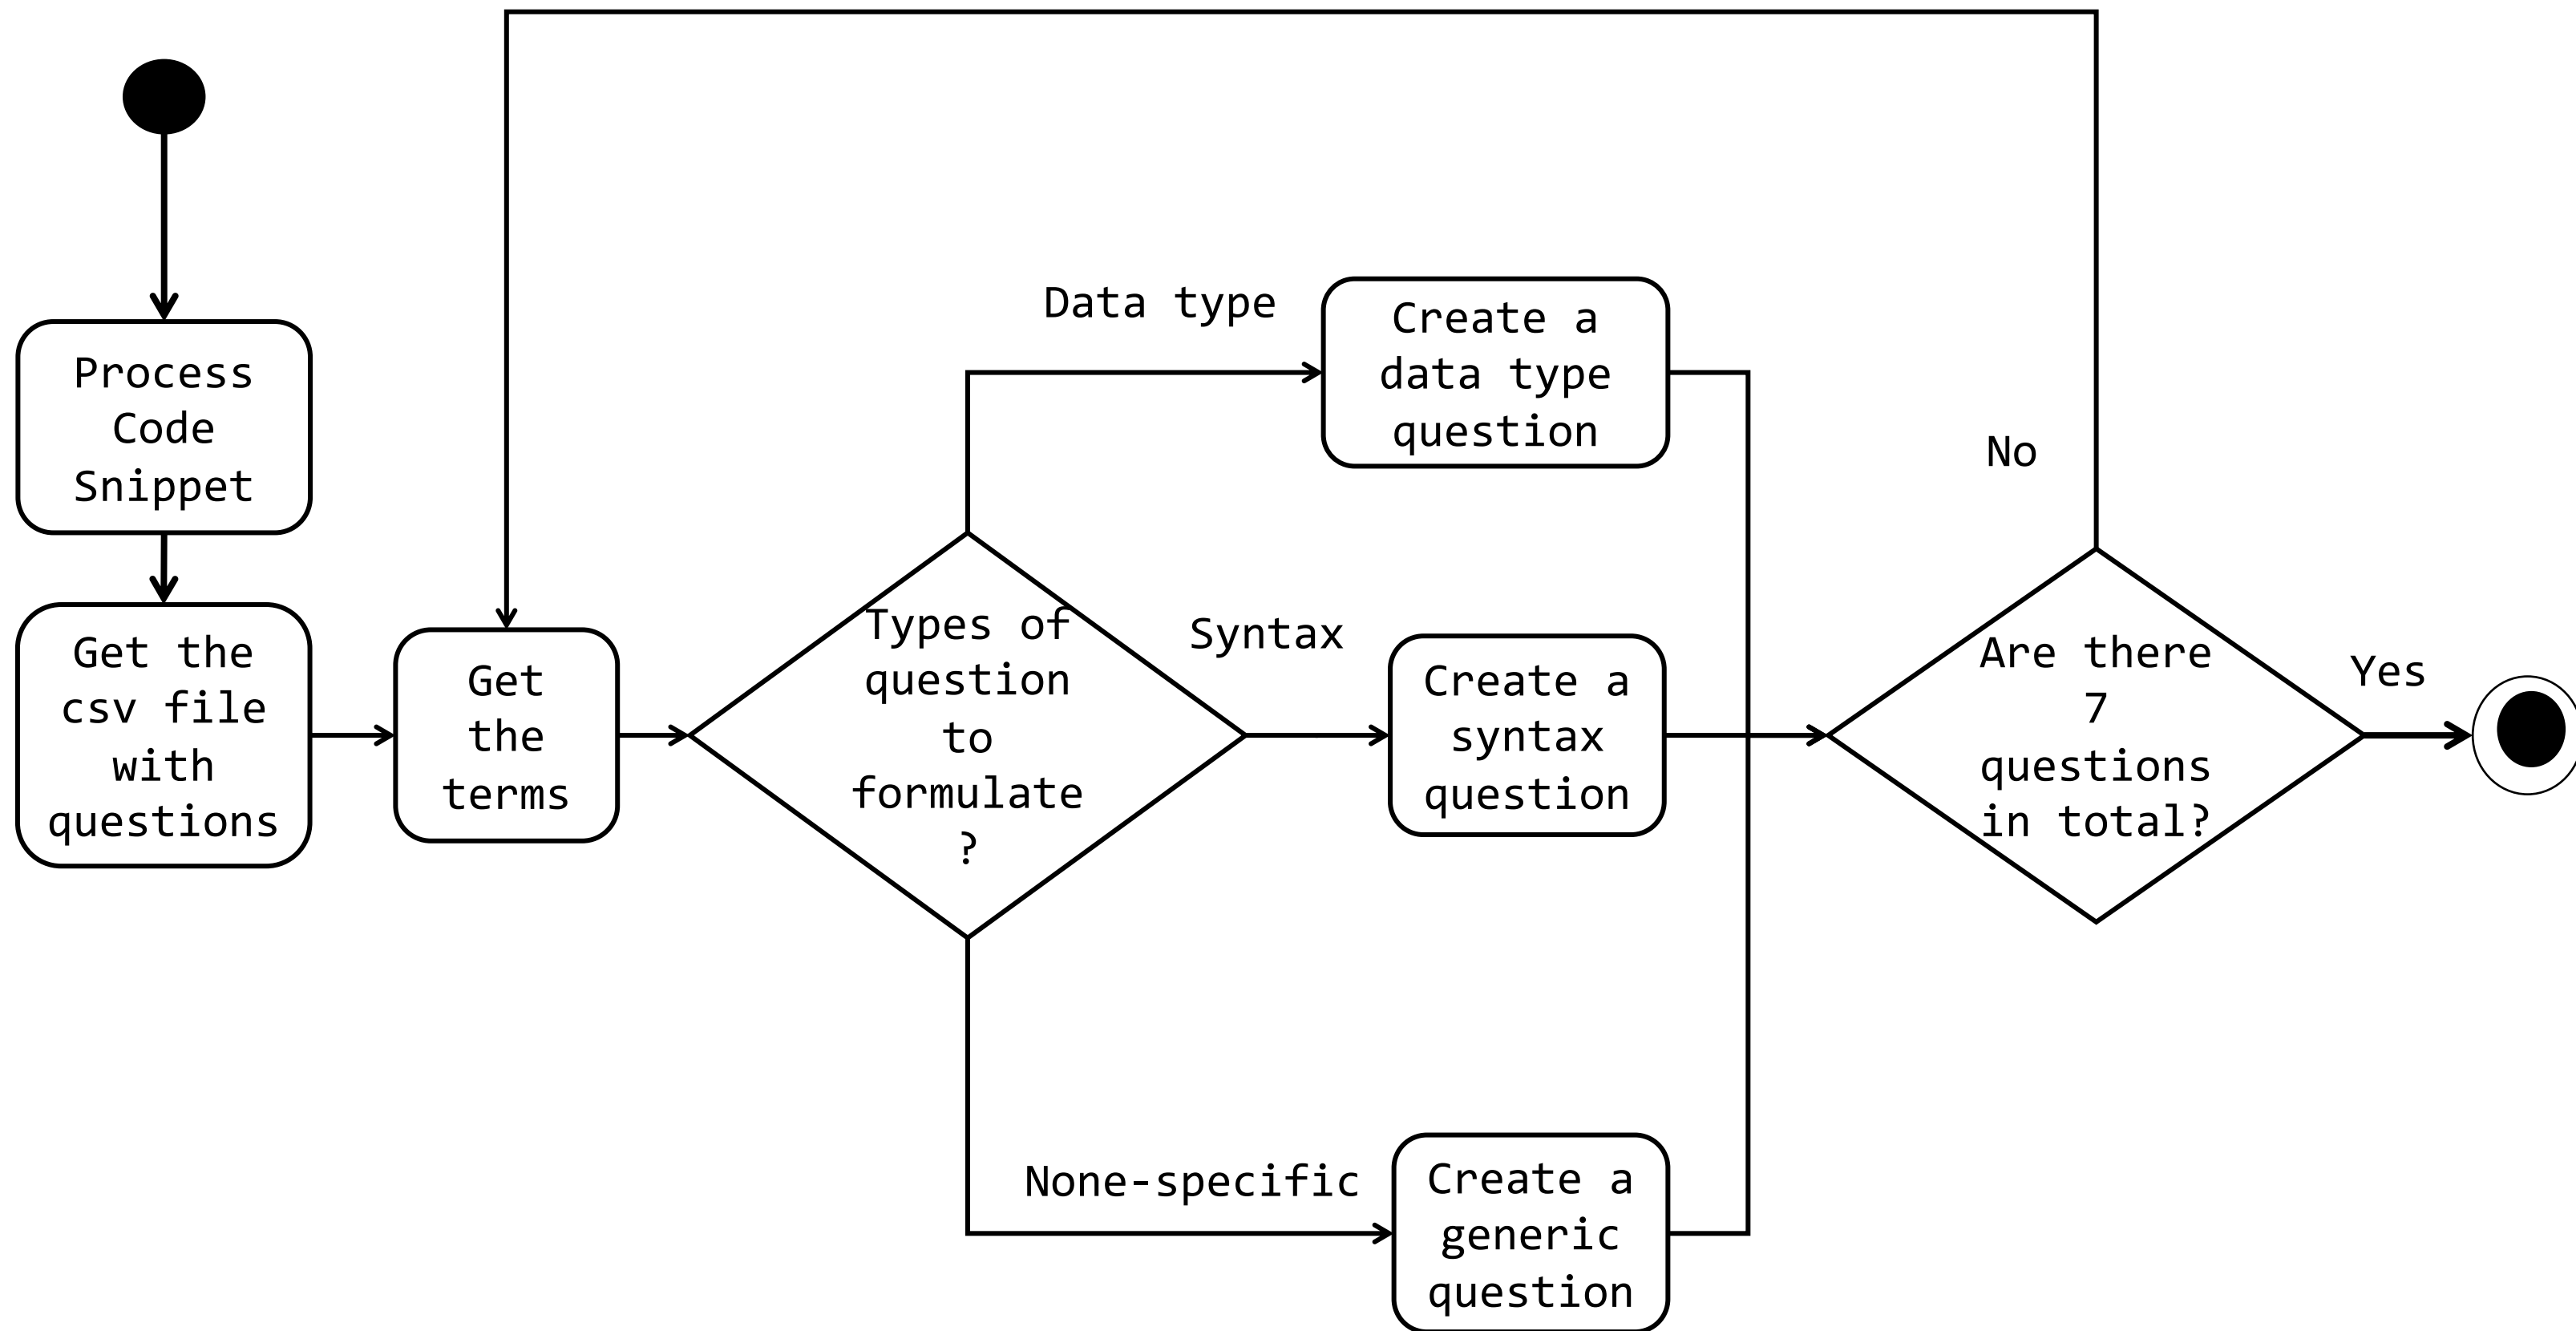 Process
Code
Snippet
Get the
csv file
with
questions
Get
the
terms
Types of
question
to
formulate
?
Data type
Create a
data type
question
Syntax
Create a
syntax
question
None-specific
Create a
generic
question
No
Are there
7
questions
in total?
Yes